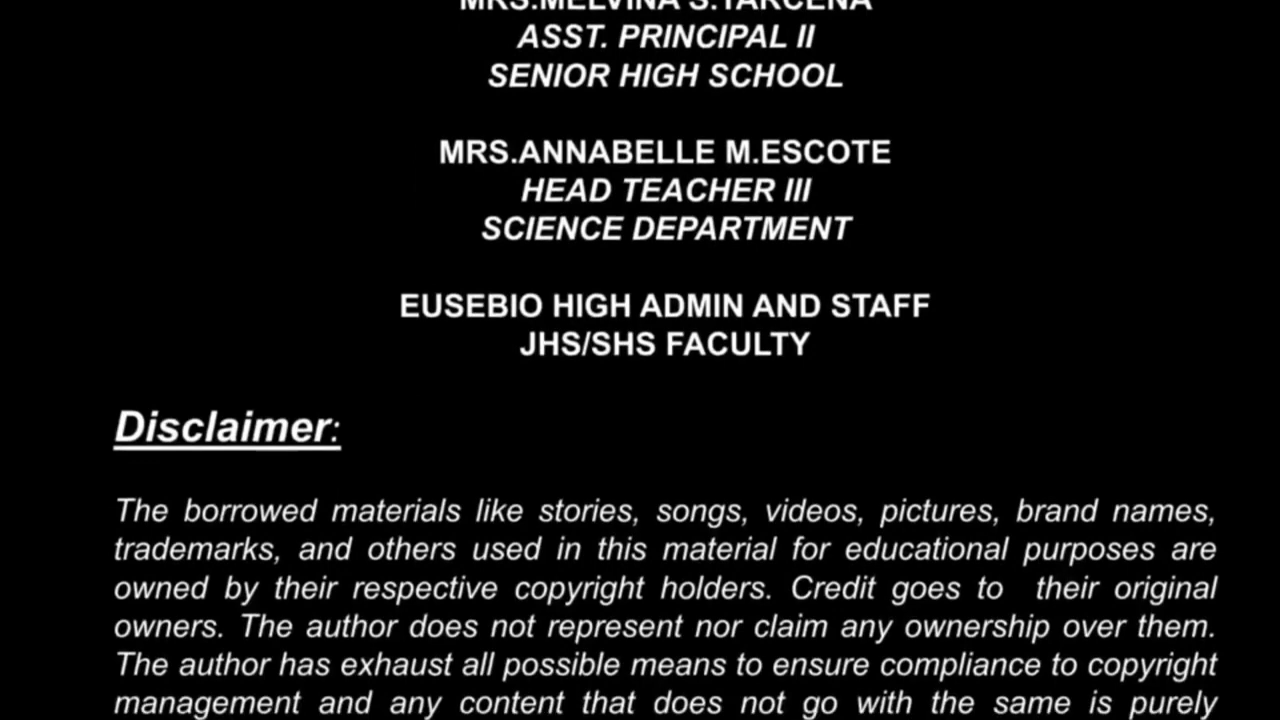 MRS.MELVINA S.TARCENA
ASST. PRINCIPAL II
SENIOR HIGH SCHOOL
MRS.ANNABELLE M.ESCOTE
HEAD TEACHER III
SCIENCE DEPARTMENT
EUSEBIO HIGH ADMIN AND STAFF
JHS/SHS FACULTY
Disclaimer:
The borrowed materials like stories, songs, videos, pictures, brand names,
trademarks, and others used in this material for educational purposes are
owned by their respective copyright holders. Credit goes to their original
owners. The author does not represent nor claim any ownership over them.
The author has exhaust all possible means to ensure compliance to copyright
management and any content that does not go with the same is purely